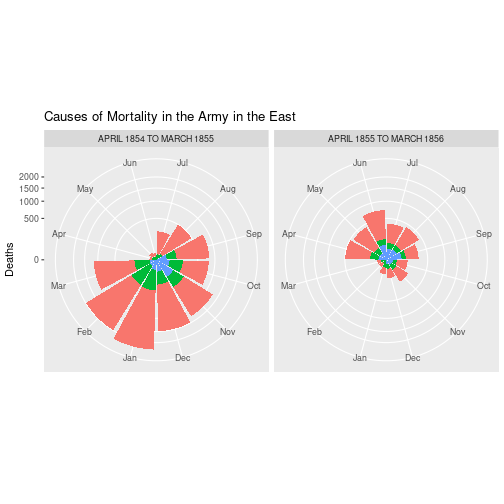 Causes of Mortality in the Army in the East
APRIL 1854 TO MARCH 1855
APRIL 1855 TO MARCH 1856
Deaths
2000
1500
1000
500
0
Jun
Jul
May
Aug
Apr
Sep
Mar
Oct
Feb
Nov
Jan
Dec
Jun
Jul
May
Aug
Apr
Sep
Mar
Oct
Feb
Nov
Jan
Dec